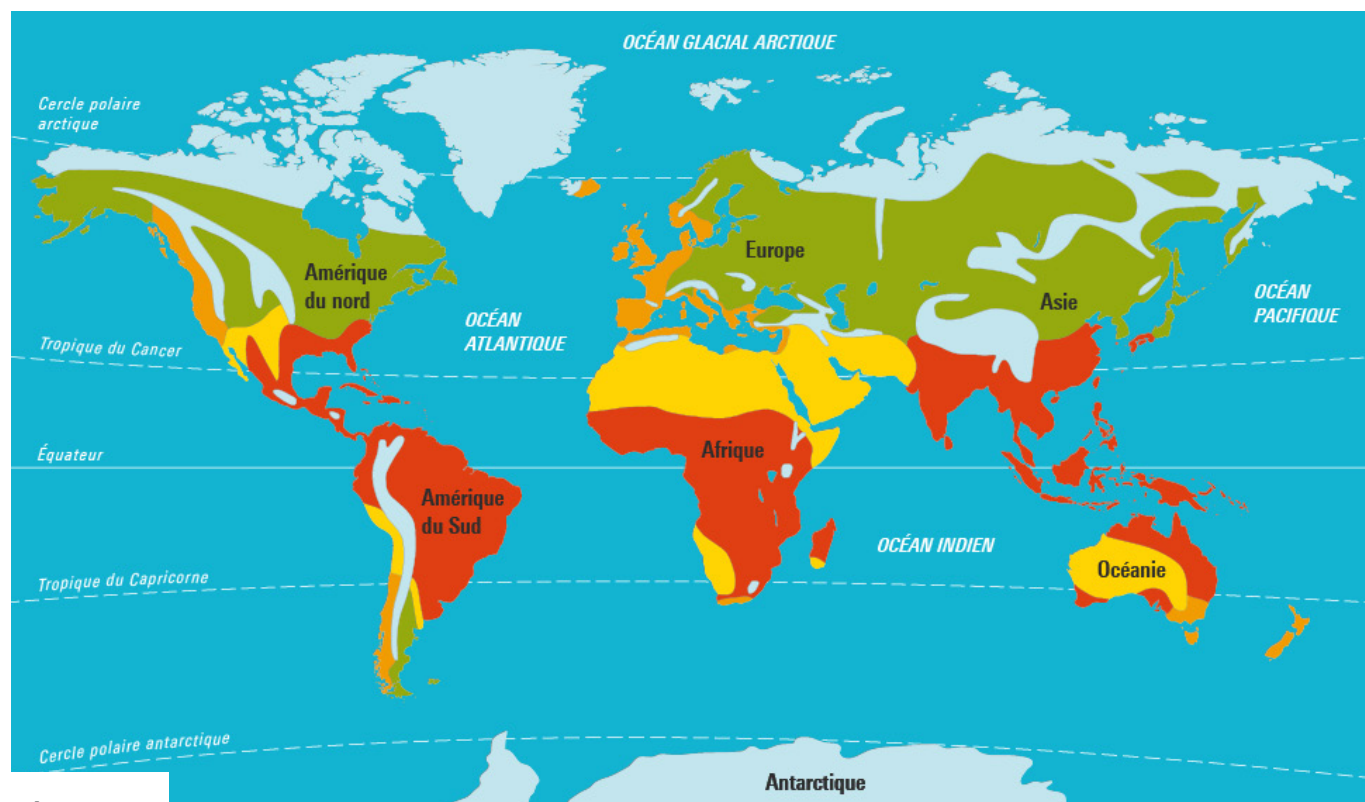 OCÉAN GLACIAL ARCTIQUE
Cercle polaire
arctique
Amérique
du nord
Europe
Asie
OCÉAN
ATLANTIQUE
OCÉAN
PACIFIQUE
Tropique du Cancer
Équateur
Afrique
Amérique
du Sud
OCÉAN INDIEN
Océanie
Tropique du Capricorne
Cercle polaire antarctique
Antarctique